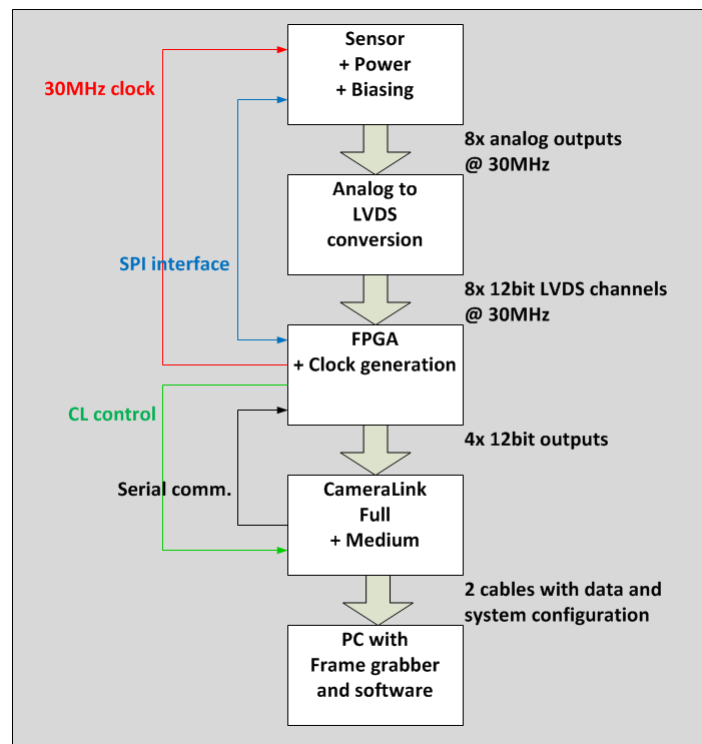 Sensor
+ Power
+ Biasing
30MHz clock
8x analog outputs
@ 30MHz
Analog to
LVDS
conversion
SPI interface
8x 12bit LVDS channels
@ 30MHz
FPGA
+ Clock generation
CL control
4x 12bit outputs
Serial comm.
CameraLink
Full
+ Medium
2 cables with data and
system configuration
PC with
Frame grabber
and software